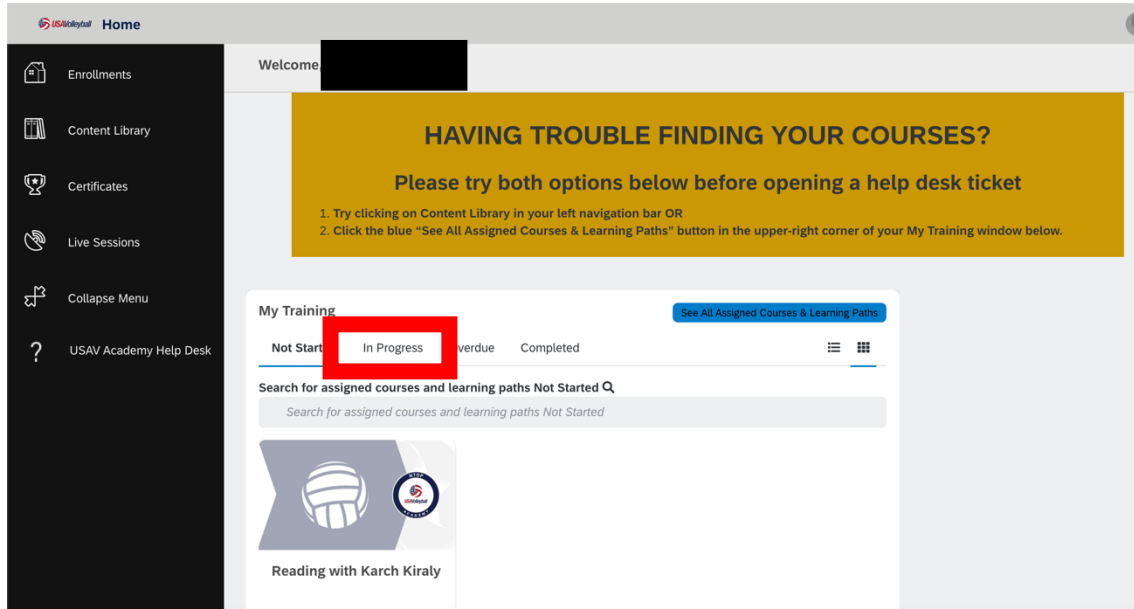 USAVolleyball Home
Enrollments
Content Library
Certificates
Live Sessions
Collapse Menu
? USAV Academy Help Desk
Welcome,
HAVING TROUBLE FINDING YOUR COURSES?
Please try both options below before opening a help desk ticket
1. Try clicking on Content Library in your left navigation bar OR
2. Click the blue “See All Assigned Courses & Learning Paths” button in the upper-right corner of your My Training window below.
My Training
See All Assigned Courses & Learning Paths
Not Start In Progress verdue Completed
Search for assigned courses and learning paths Not Started
Search for assigned courses and learning paths Not Started
NTDP
USAVolleyball
ACADEMY
Reading with Karch Kiraly